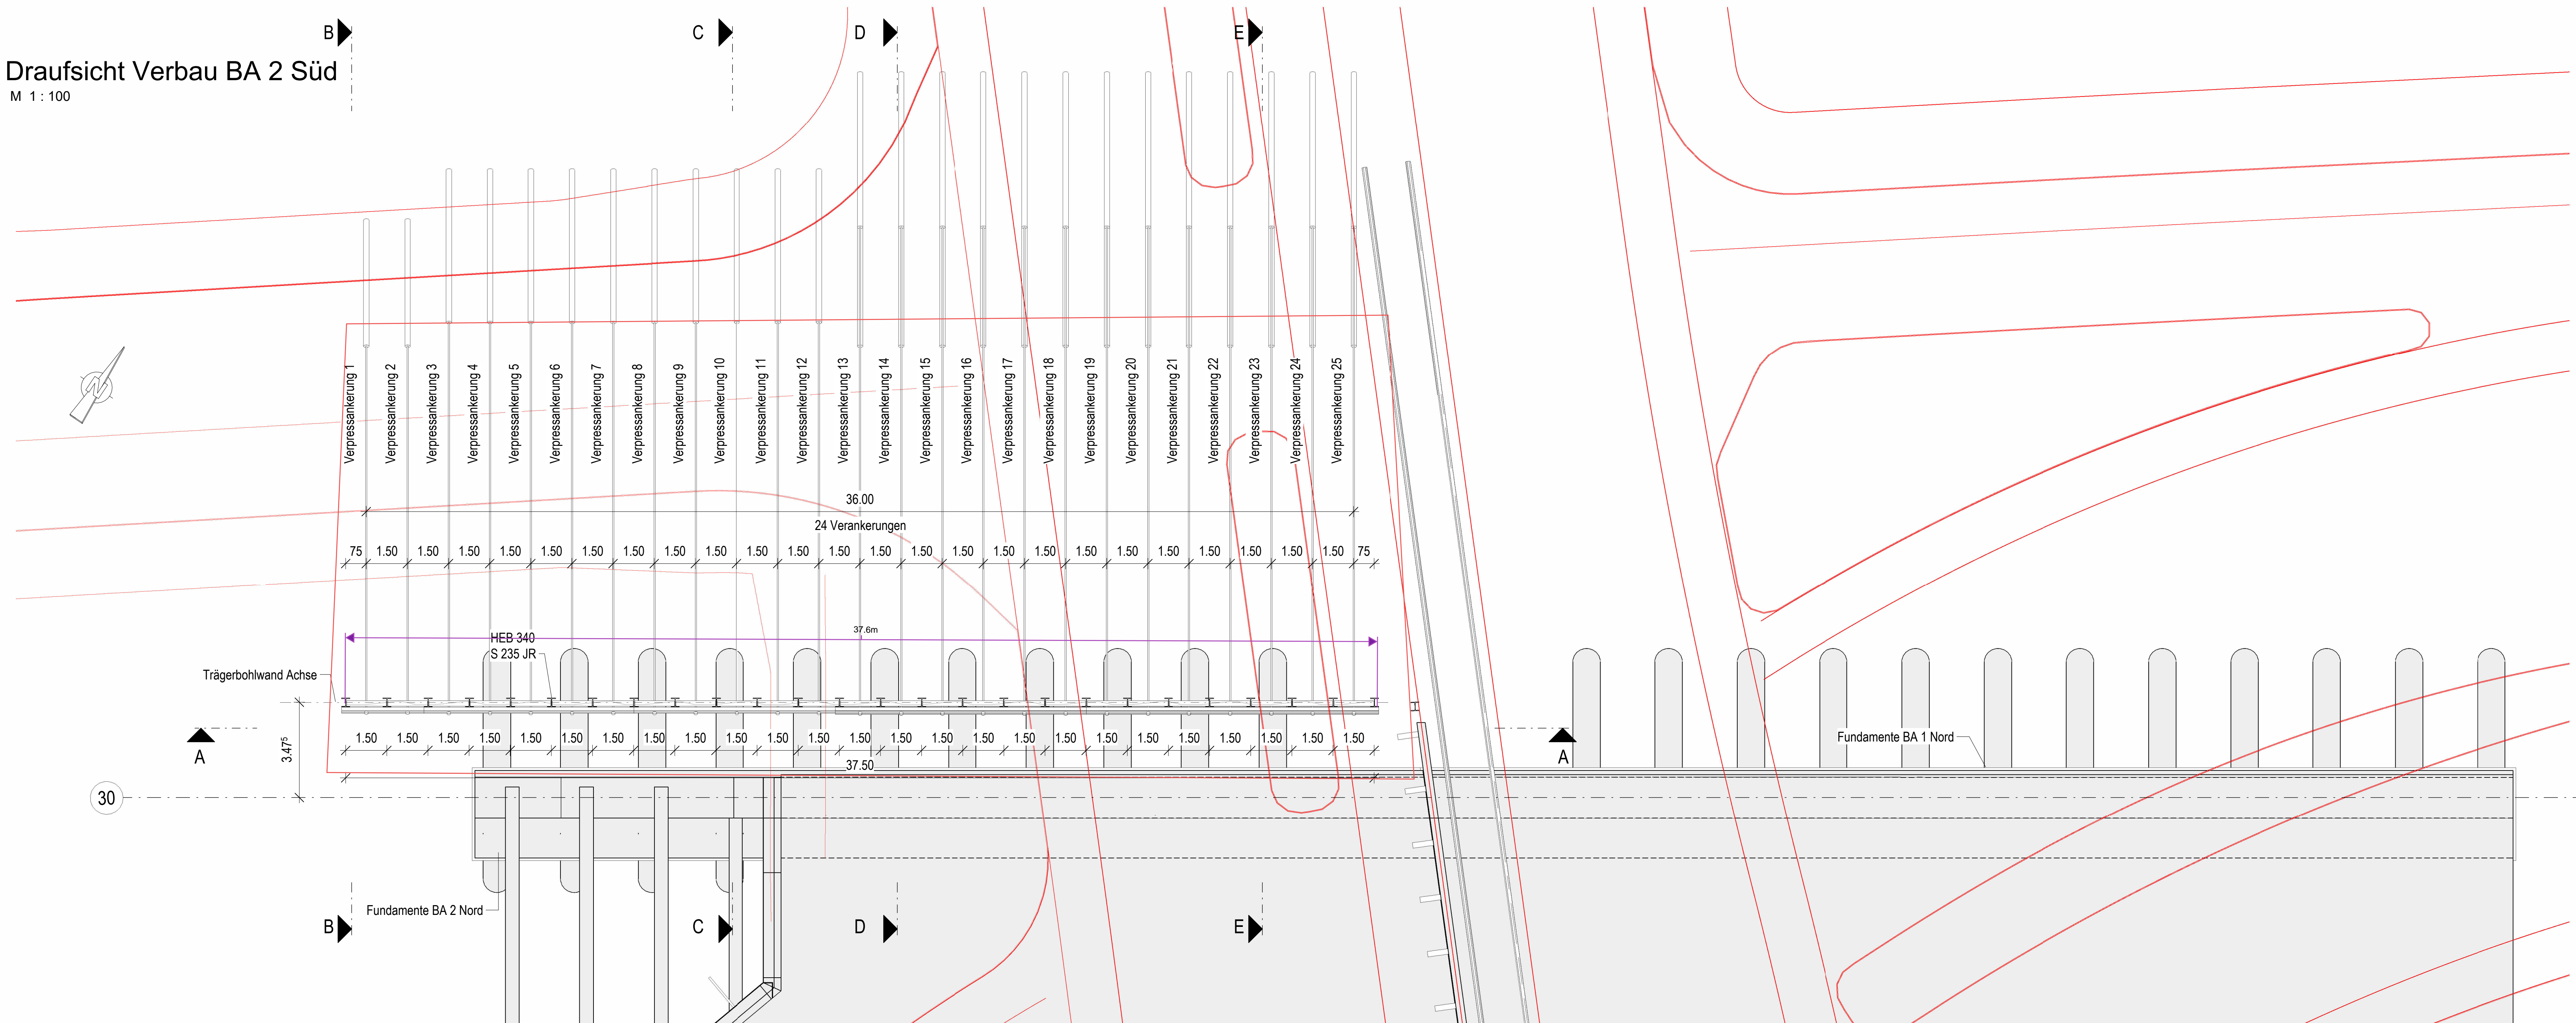 B
C
D
E
Draufsicht Verbau BA 2 Süd
M 1 : 100
N
Verpressankerung 1
Verpressankerung 2
Verpressankerung 3
Verpressankerung 4
Verpressankerung 5
Verpressankerung 6
Verpressankerung 7
Verpressankerung 8
Verpressankerung 9
Verpressankerung 10
Verpressankerung 11
Verpressankerung 12
Verpressankerung 13
Verpressankerung 14
Verpressankerung 15
Verpressankerung 16
Verpressankerung 17
Verpressankerung 18
Verpressankerung 19
Verpressankerung 20
Verpressankerung 21
Verpressankerung 22
Verpressankerung 23
Verpressankerung 24
Verpressankerung 25
36.00
24 Verankerungen
75 1.50 1.50 1.50 1.50 1.50 1.50 1.50 1.50 1.50 1.50 1.50 1.50 1.50 1.50 1.50 1.50 1.50 1.50 1.50 1.50 1.50 1.50 1.50 1.50 75
37.6m
HEB 340
S 235 JR
Trägerbohlwand Achse
1.50 1.50 1.50 1.50 1.50 1.50 1.50 1.50 1.50 1.50 1.50 1.50 1.50 1.50 1.50 1.50 1.50 1.50 1.50 1.50 1.50 1.50 1.50 1.50 1.50
3.47⁵
A
A
Fundamente BA 1 Nord
37.50
30
Fundamente BA 2 Nord
B
C
D
E